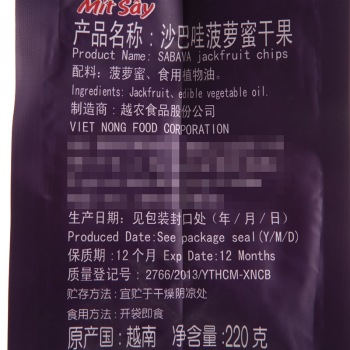 Mít Sấy
产品名称：沙巴哇菠萝蜜干果
Product Name: SABAVA jackfruit chips
配料：菠萝蜜、食用植物油。
Ingredients: Jackfruit, edible vegetable oil.
制造商：越农食品股份公司
VIET NONG FOOD CORPORATION
生产日期：见包装封口处（年/月/日）
Produced Date:See package seal(Y/M/D)
保质期：12个月 Exp Date: 12 Months
质量登记号：2766/2013/YTHCM-XNCB
贮存方法：宜贮于干燥阴凉处
食用方法：开袋即食
原产国：越南 净含量:220克